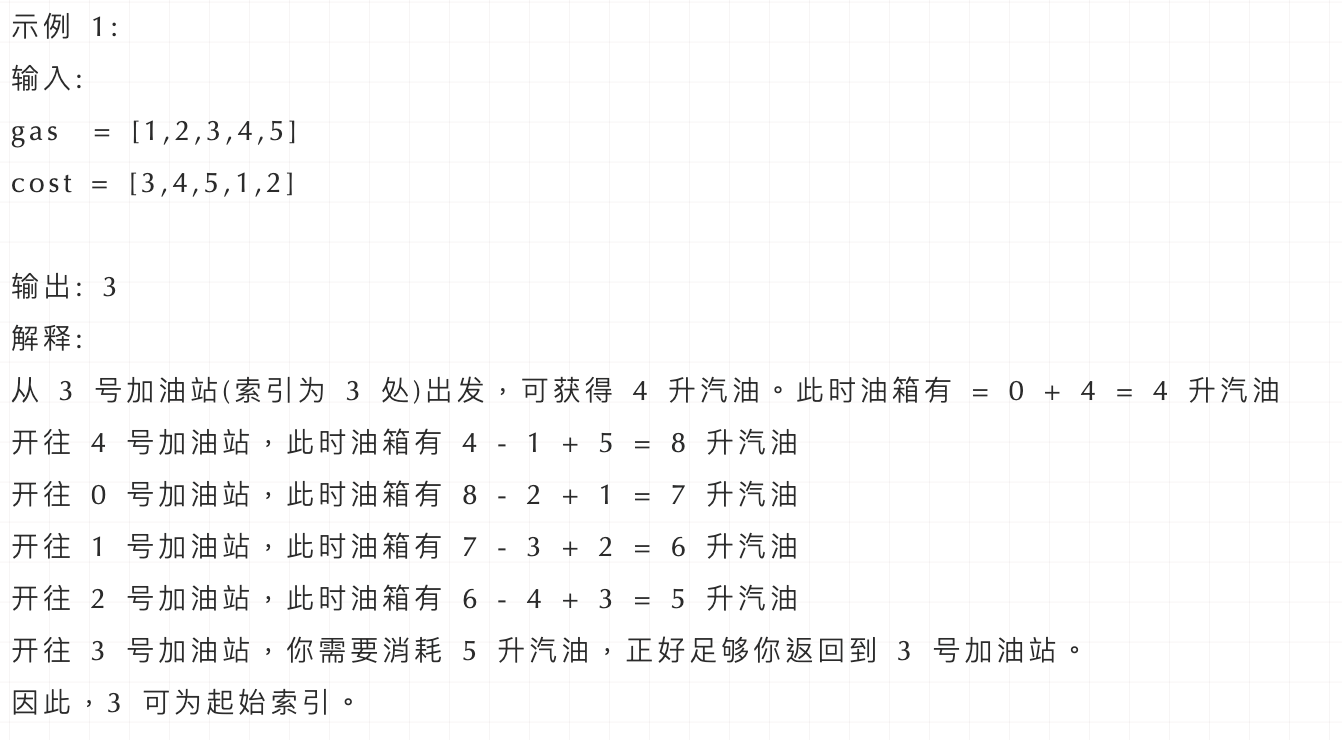 示例 1:
输入:
gas  = [1,2,3,4,5]
cost = [3,4,5,1,2]
输出: 3
解释:
从 3 号加油站(索引为 3 处)出发，可获得 4 升汽油。此时油箱有 = 0 + 4 = 4 升汽油
开往 4 号加油站，此时油箱有 4 - 1 + 5 = 8 升汽油
开往 0 号加油站，此时油箱有 8 - 2 + 1 = 7 升汽油
开往 1 号加油站，此时油箱有 7 - 3 + 2 = 6 升汽油
开往 2 号加油站，此时油箱有 6 - 4 + 3 = 5 升汽油
开往 3 号加油站，你需要消耗 5 升汽油，正好足够你返回到 3 号加油站。
因此，3 可为起始索引。